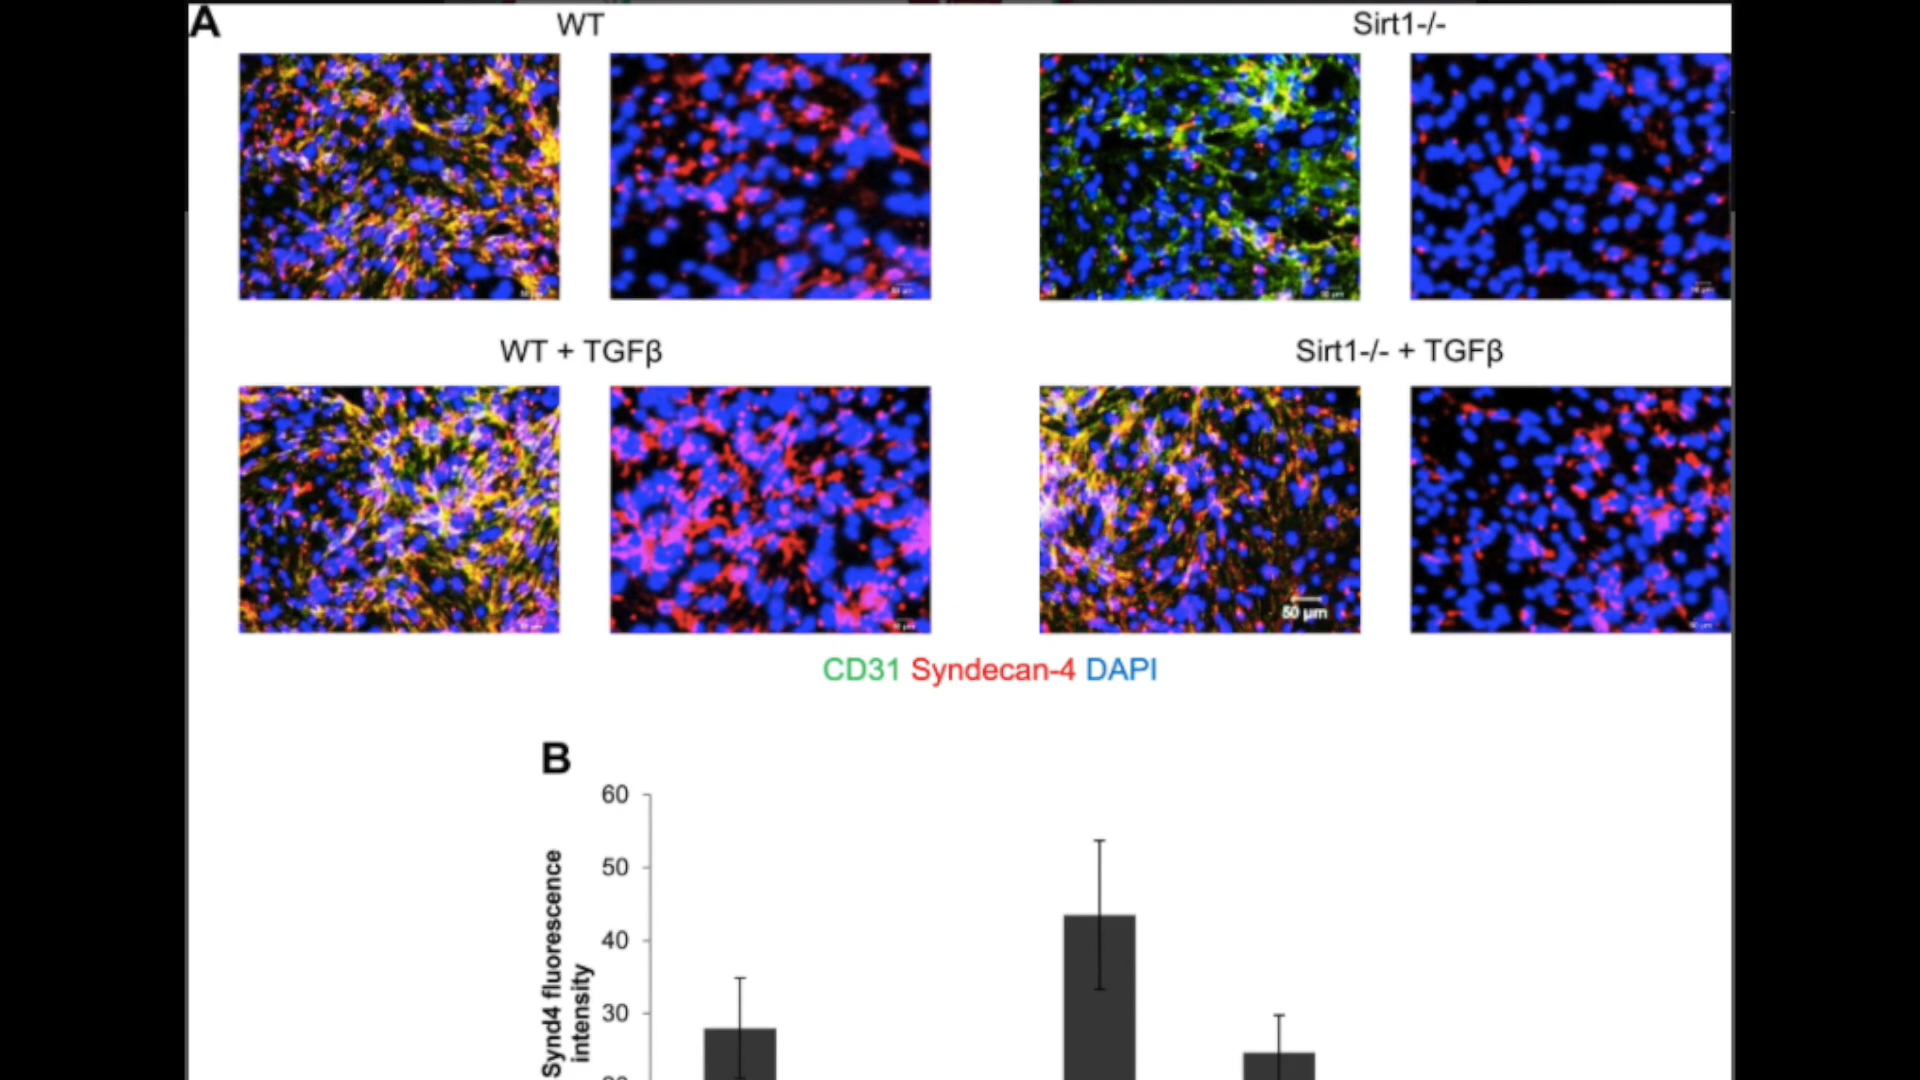 A
WT
Sirt1-/-
WT + TGFβ
Sirt1-/- + TGFβ
50 µm
CD31 Syndecan-4 DAPI
B
60
50
40
30
Synd4 fluorescence
intensity